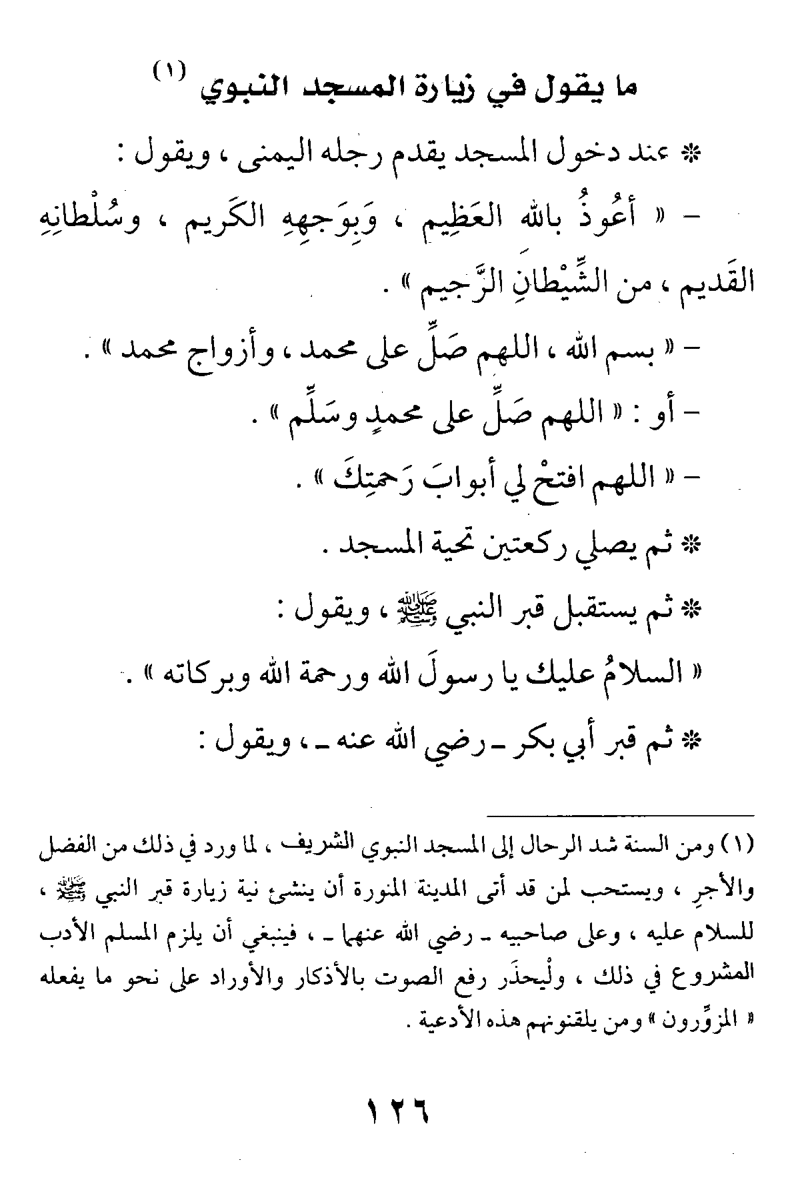 ما يقول في زيارة المسجد النبوي (١)
* عند دخول المسجد يقدم رجله اليمنى ، ويقول :
– « أعُوذُ بالله العَظِيم ، وَبِوَجهِهِ الكَريم ، وسُلْطانِهِ
القَديم ، من الشَّيْطانِ الرَّجيم » .
– « بسم الله ، اللهم صَلِّ على محمد ، وأزواج محمد » .
– أو : « اللهم صَلِّ على محمدٍ وسَلِّم » .
– « اللهم افتحْ لي أبوابَ رَحمتِكَ » .
* ثم يصلي ركعتين تحية المسجد .
* ثم يستقبل قبر النبي ﷺ ، ويقول :
« السلامُ عليك يا رسولَ الله ورحمة الله وبركاته » .
* ثم قبر أبي بكر ـ رضي الله عنه ـ ، ويقول :
(١) ومن السنة شد الرحال إلى المسجد النبوي الشريف ، لما ورد في ذلك من الفضل
والأجرِ ، ويستحب لمن قد أتى المدينة المنورة أن ينشئ نية زيارة قبر النبي ﷺ ،
للسلام عليه ، وعلى صاحبيه ـ رضي الله عنهما ـ ، فينبغي أن يلزم المسلم الأدب
المشروع في ذلك ، ولْيحذَر رفع الصوت بالأذكار والأوراد على نحو ما يفعله
« المزوِّرون » ومن يلقنونهم هذه الأدعية .
١٢٦